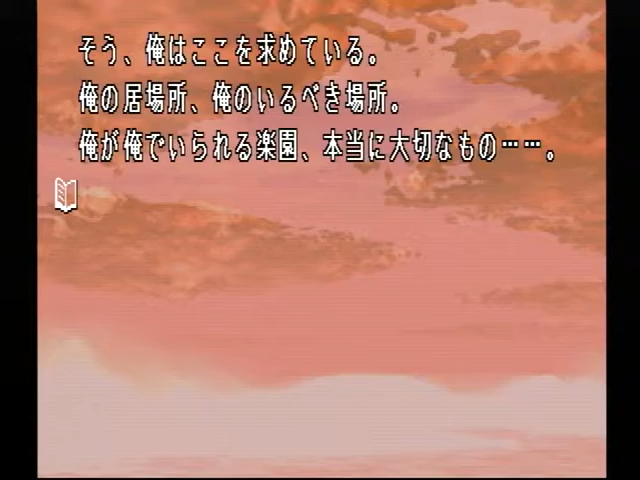 そう、俺はここを求めている。
俺の居場所、俺のいるべき場所。
俺が俺でいられる楽園、本当に大切なもの……。